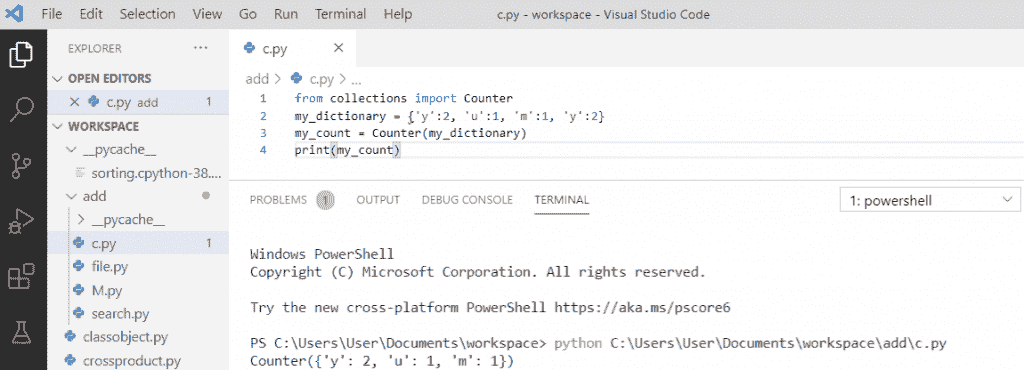 File Edit Selection View Go Run Terminal Help c.py - workspace - Visual Studio Code
EXPLORER ...
OPEN EDITORS
c.py add 1
WORKSPACE
__pycache__
sorting.cpython-38....
add
__pycache__
c.py 1
file.py
M.py
search.py
classobject.py
crossproduct.py
c.py
add > c.py > ...
1 from collections import Counter
2 my_dictionary = {'y':2, 'u':1, 'm':1, 'y':2}
3 my_count = Counter(my_dictionary)
4 print(my_count)
PROBLEMS 1 OUTPUT DEBUG CONSOLE TERMINAL 1: powershell
Windows PowerShell
Copyright (C) Microsoft Corporation. All rights reserved.
Try the new cross-platform PowerShell https://aka.ms/pscore6
PS C:\Users\User\Documents\workspace> python C:\Users\User\Documents\workspace\add\c.py
Counter({'y': 2, 'u': 1, 'm': 1})